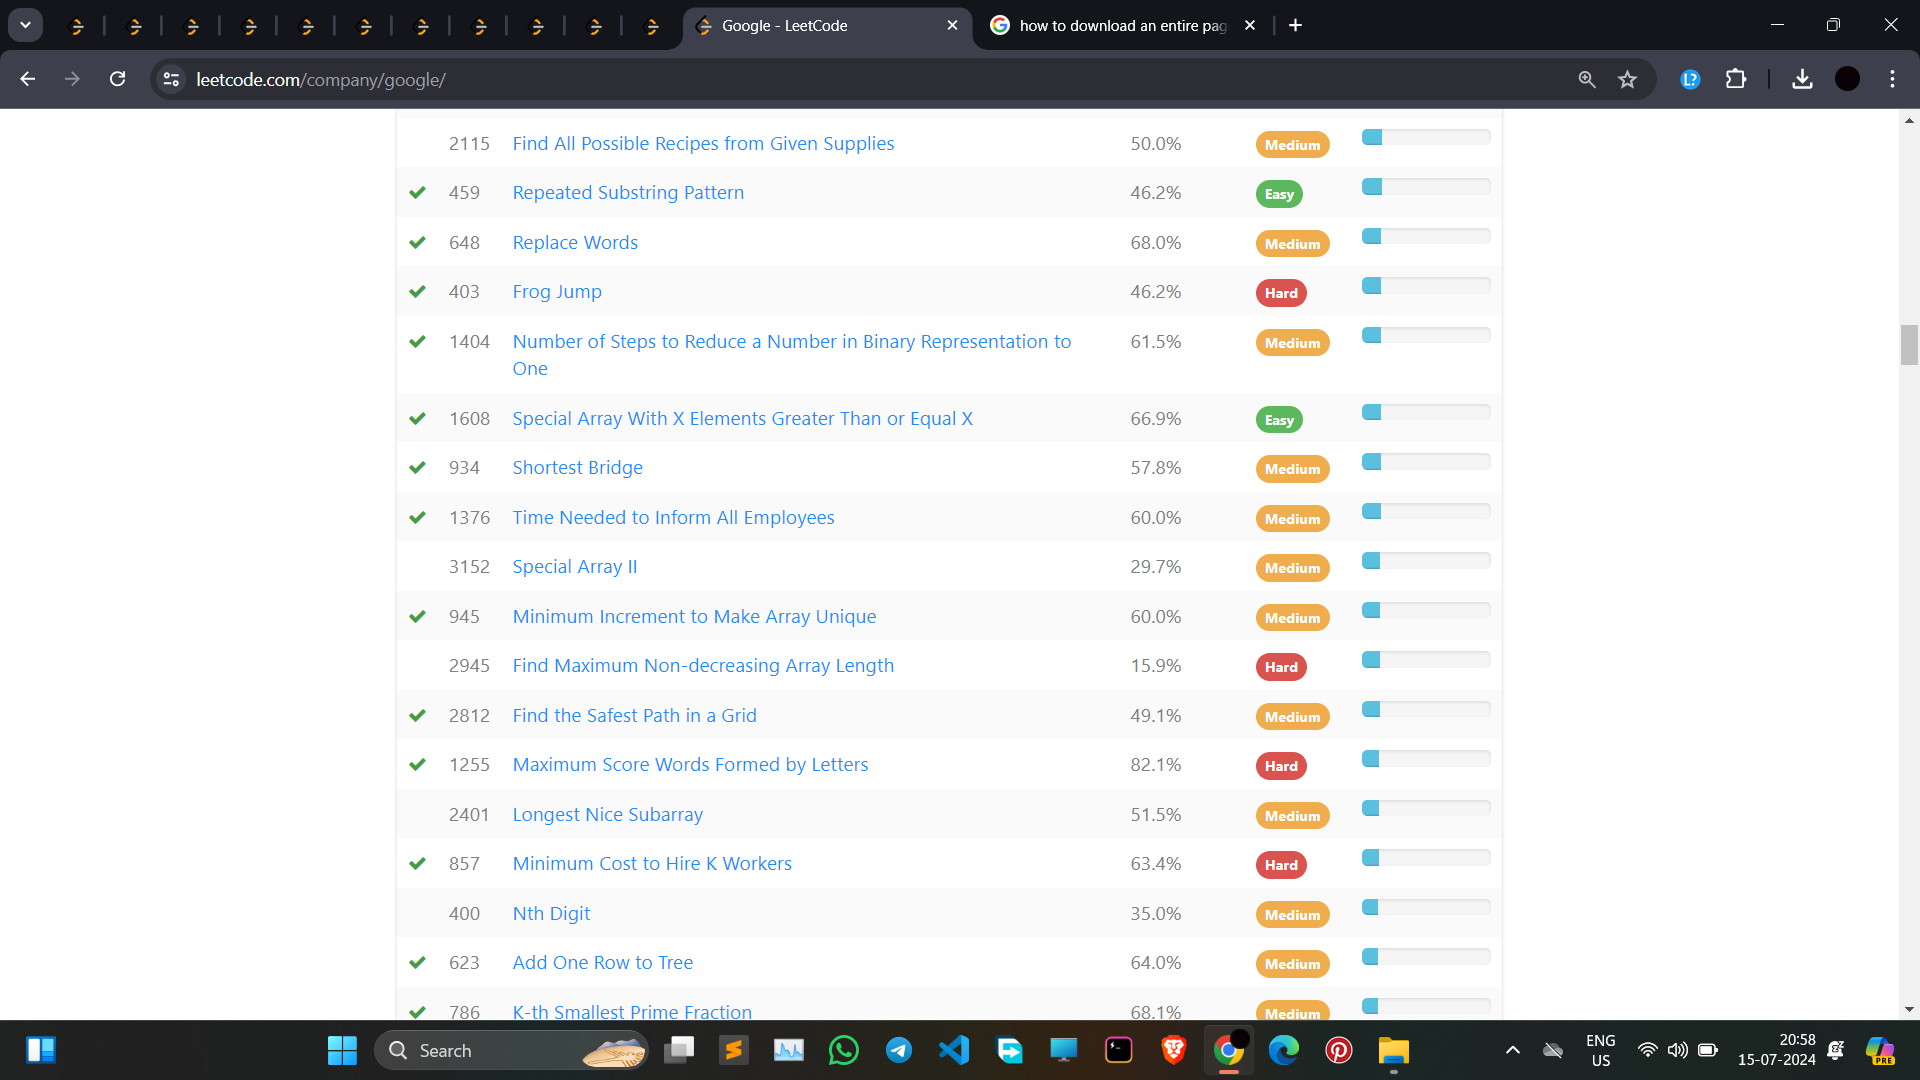 Google - LeetCode
how to download an entire pag
leetcode.com/company/google/
2115 Find All Possible Recipes from Given Supplies 50.0% Medium
459 Repeated Substring Pattern 46.2% Easy
648 Replace Words 68.0% Medium
403 Frog Jump 46.2% Hard
1404 Number of Steps to Reduce a Number in Binary Representation to 61.5% Medium
One
1608 Special Array With X Elements Greater Than or Equal X 66.9% Easy
934 Shortest Bridge 57.8% Medium
1376 Time Needed to Inform All Employees 60.0% Medium
3152 Special Array II 29.7% Medium
945 Minimum Increment to Make Array Unique 60.0% Medium
2945 Find Maximum Non-decreasing Array Length 15.9% Hard
2812 Find the Safest Path in a Grid 49.1% Medium
1255 Maximum Score Words Formed by Letters 82.1% Hard
2401 Longest Nice Subarray 51.5% Medium
857 Minimum Cost to Hire K Workers 63.4% Hard
400 Nth Digit 35.0% Medium
623 Add One Row to Tree 64.0% Medium
786 K-th Smallest Prime Fraction 68.1% Medium
Search
ENG
US
20:58
15-07-2024
PRE